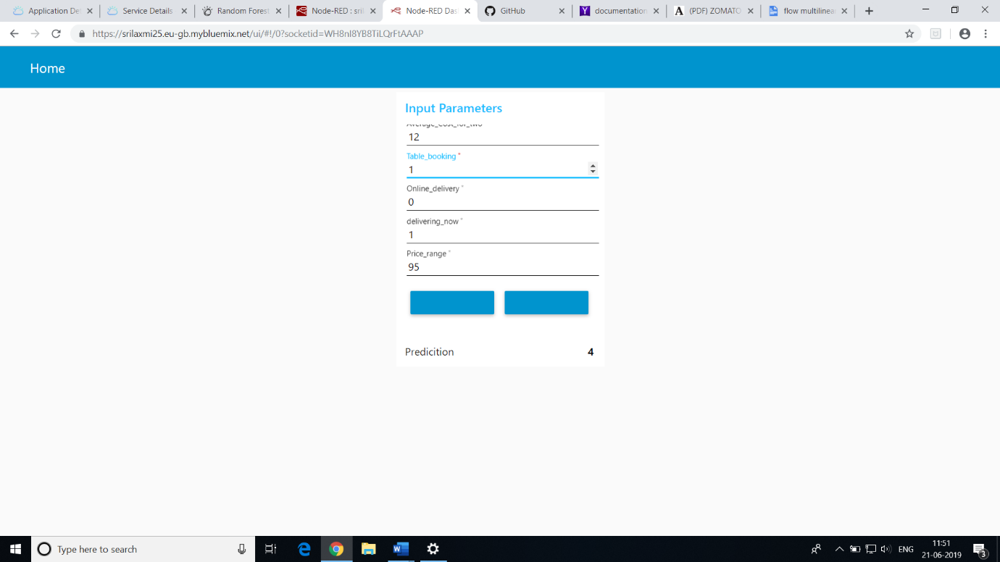 Application De
Service Details
Random Forest
Node-RED : sril
Node-RED Das
GitHub
documentation
(PDF) ZOMATO
flow multilinea
https://srilaxmi25.eu-gb.mybluemix.net/ui/#!/0?socketid=WH8nI8YB8TiLQrFtAAAP
Home
Input Parameters
Average_Cost_for_two
12
Table_booking *
1
Online_delivery *
0
delivering_now *
1
Price_range *
95
Predicition 4
Type here to search
ENG
11:51
21-06-2019
3